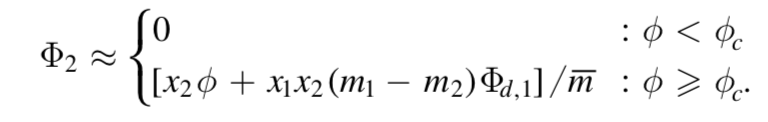 Φ₂ ≈ { 0 : ϕ < ϕ_c
[x₂ϕ + x₁x₂(m₁ − m₂)Φ_{d,1}]/m̅ : ϕ ⩾ ϕ_c.